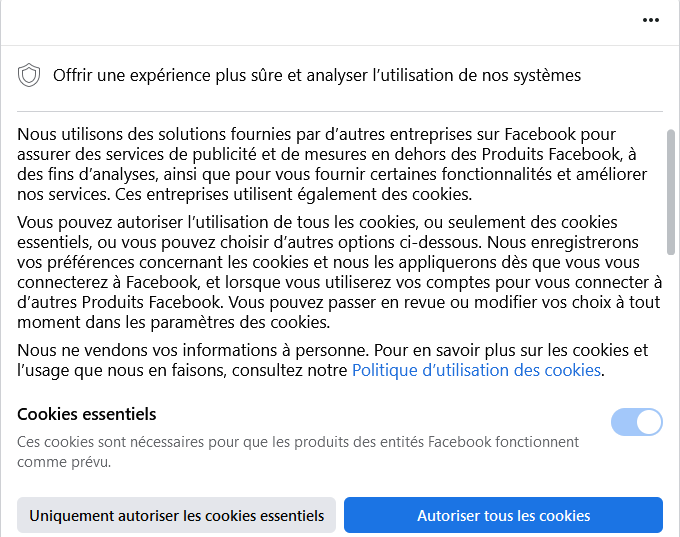 Offrir une expérience plus sûre et analyser l’utilisation de nos systèmes
Nous utilisons des solutions fournies par d’autres entreprises sur Facebook pour
assurer des services de publicité et de mesures en dehors des Produits Facebook, à
des fins d’analyses, ainsi que pour vous fournir certaines fonctionnalités et améliorer
nos services. Ces entreprises utilisent également des cookies.
Vous pouvez autoriser l’utilisation de tous les cookies, ou seulement des cookies
essentiels, ou vous pouvez choisir d’autres options ci-dessous. Nous enregistrerons
vos préférences concernant les cookies et nous les appliquerons dès que vous vous
connecterez à Facebook, et lorsque vous utiliserez vos comptes pour vous connecter à
d’autres Produits Facebook. Vous pouvez passer en revue ou modifier vos choix à tout
moment dans les paramètres des cookies.
Nous ne vendons vos informations à personne. Pour en savoir plus sur les cookies et
l’usage que nous en faisons, consultez notre Politique d’utilisation des cookies.
Cookies essentiels
Ces cookies sont nécessaires pour que les produits des entités Facebook fonctionnent
comme prévu.
Uniquement autoriser les cookies essentiels
Autoriser tous les cookies